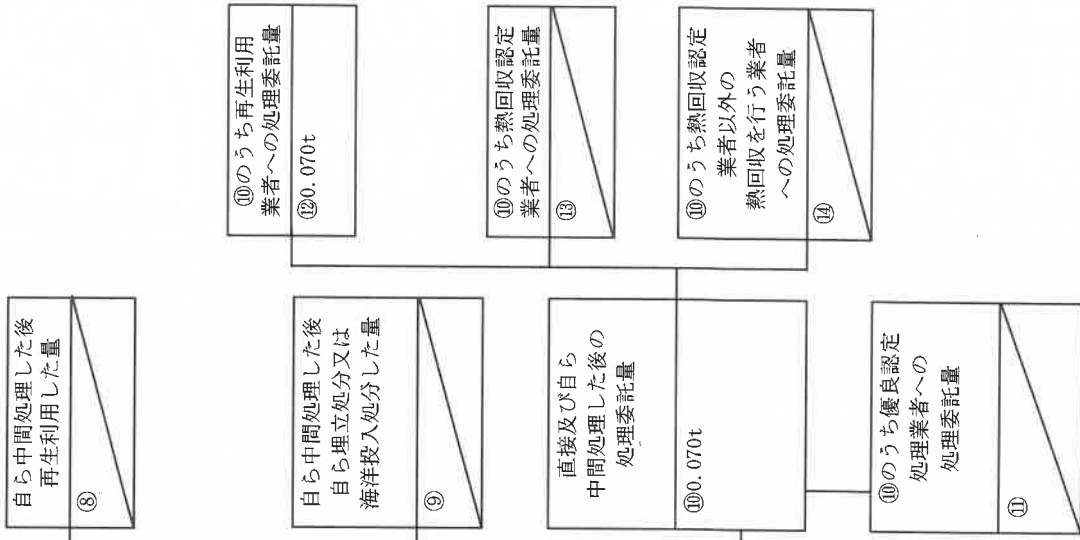 自ら中間処理した後
再生利用した量
⑧
自ら中間処理した後
自ら埋立処分又は
海洋投入処分した量
⑨
直接及び自ら
中間処理した後の
処理委託量
⑩0.070t
⑩のうち優良認定
処理業者への
処理委託量
⑪
⑩のうち再生利用
業者への処理委託量
⑫0.070t
⑩のうち熱回収認定
業者への処理委託量
⑬
⑩のうち熱回収認定
業者以外の
熱回収を行う業者
への処理委託量
⑭